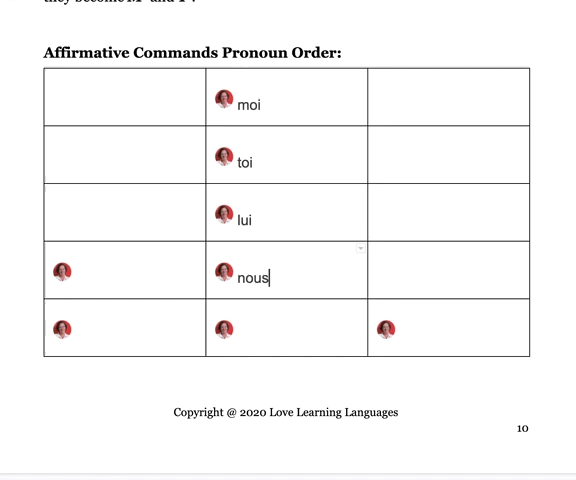 Affirmative Commands Pronoun Order:
moi
toi
lui
nous
Copyright @ 2020 Love Learning Languages
10